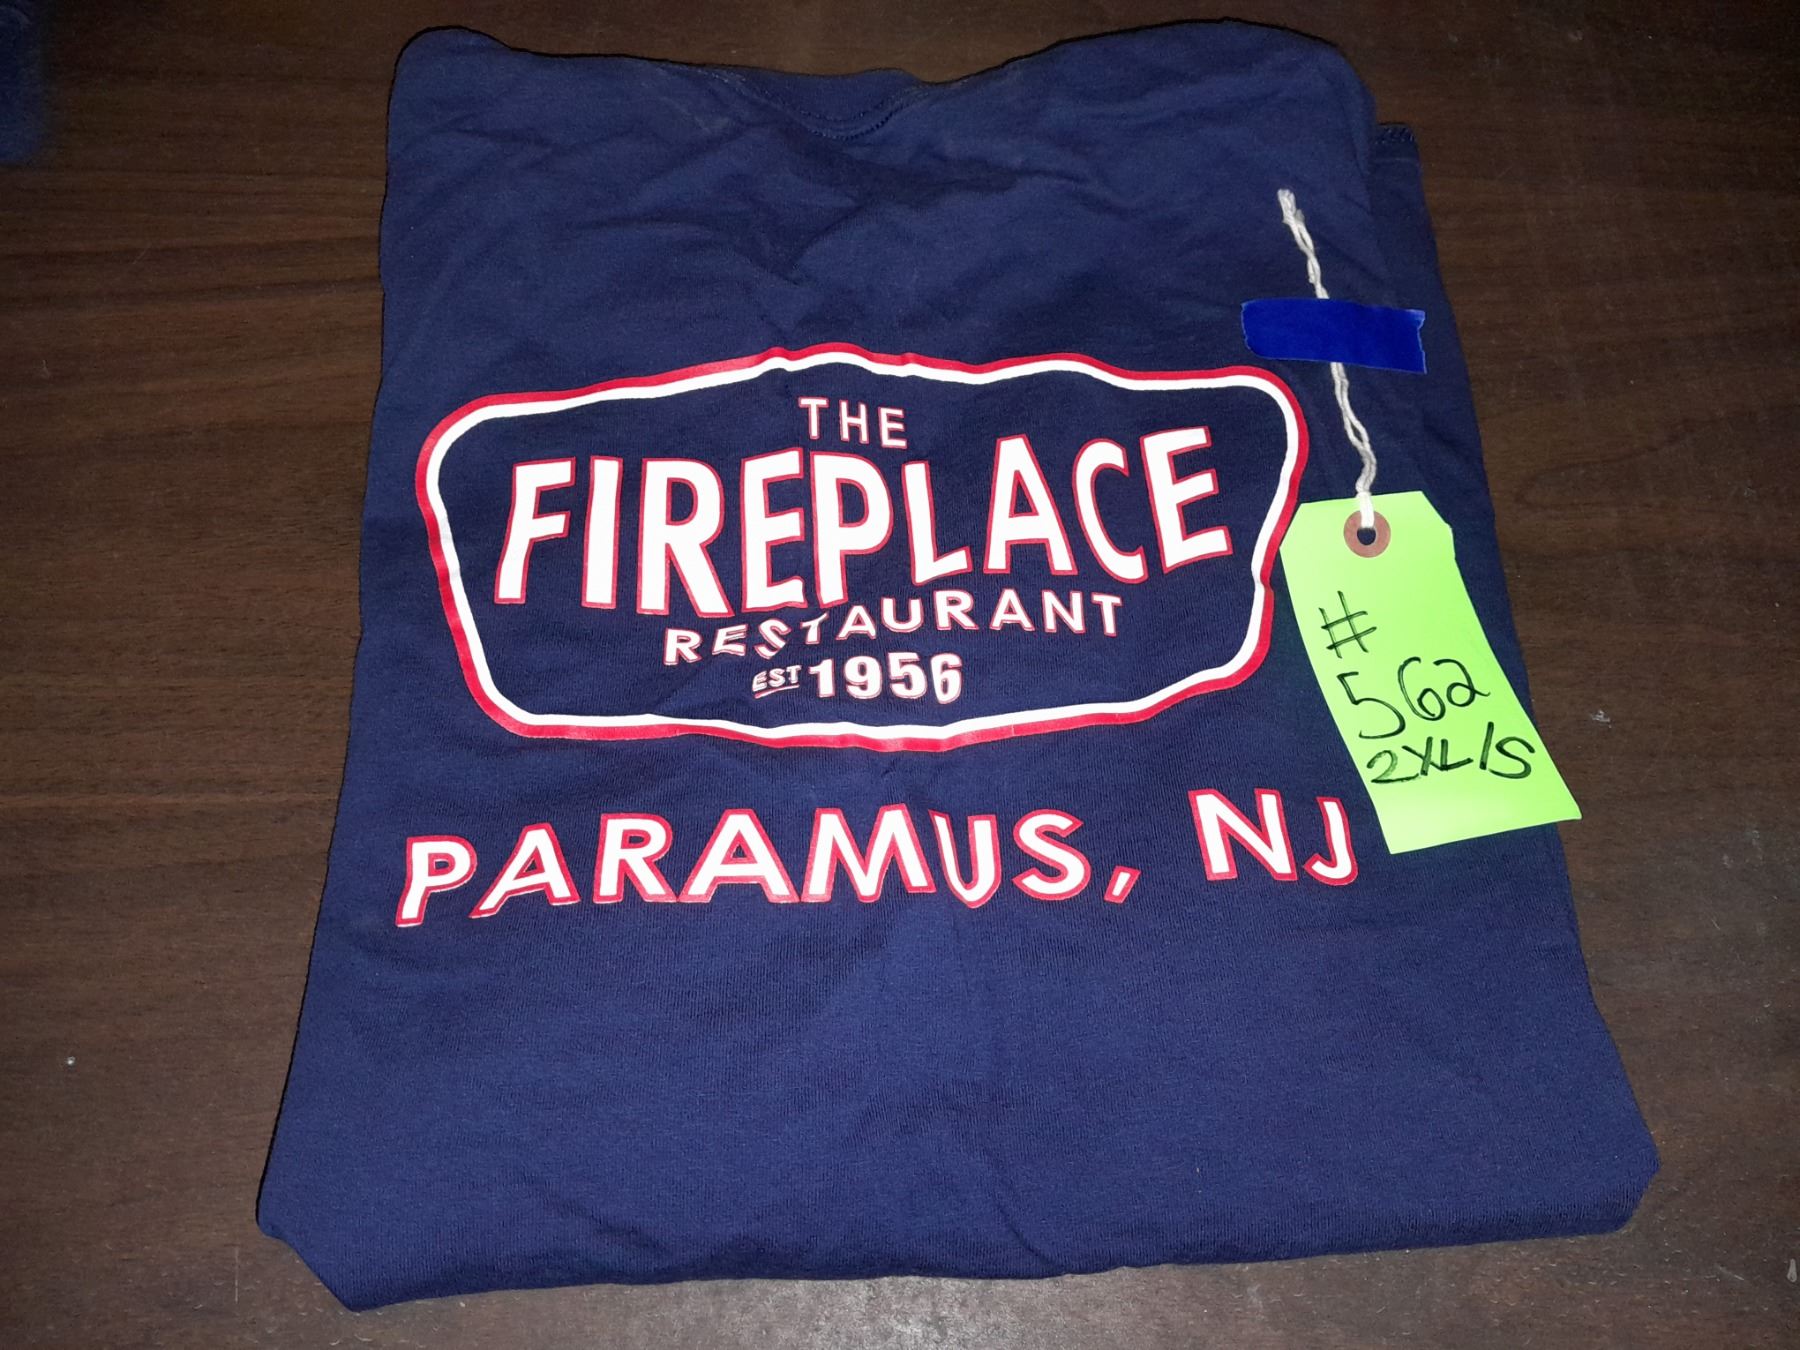 THE
FIREPLACE
RESTAURANT
EST 1956
PARAMUS, NJ
#
562
2XL/S